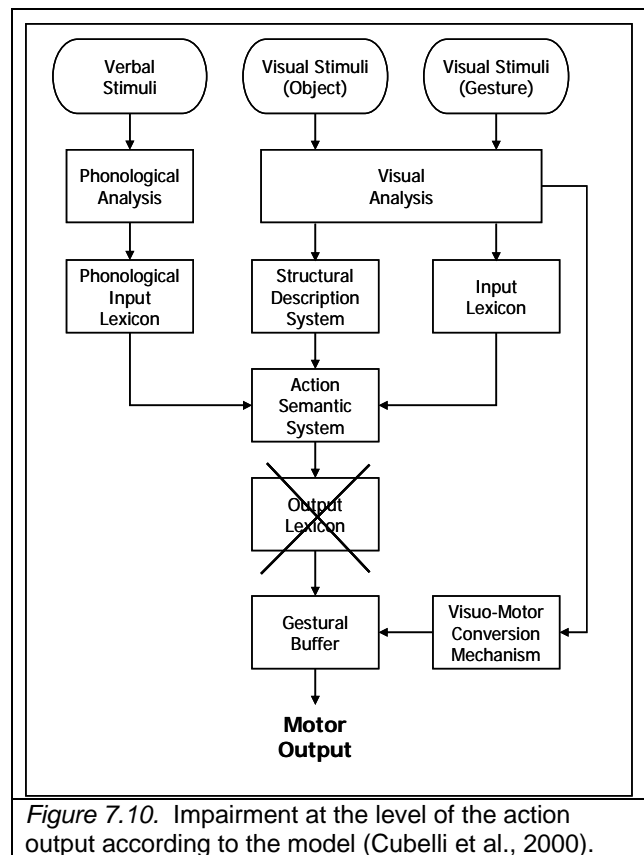 Verbal
Stimuli
Visual Stimuli
(Object)
Visual Stimuli
(Gesture)
Phonological
Analysis
Visual
Analysis
Phonological
Input
Lexicon
Structural
Description
System
Input
Lexicon
Action
Semantic
System
Output
Lexicon
Gestural
Buffer
Visuo-Motor
Conversion
Mechanism
Motor
Output
Figure 7.10. Impairment at the level of the action
output according to the model (Cubelli et al., 2000).